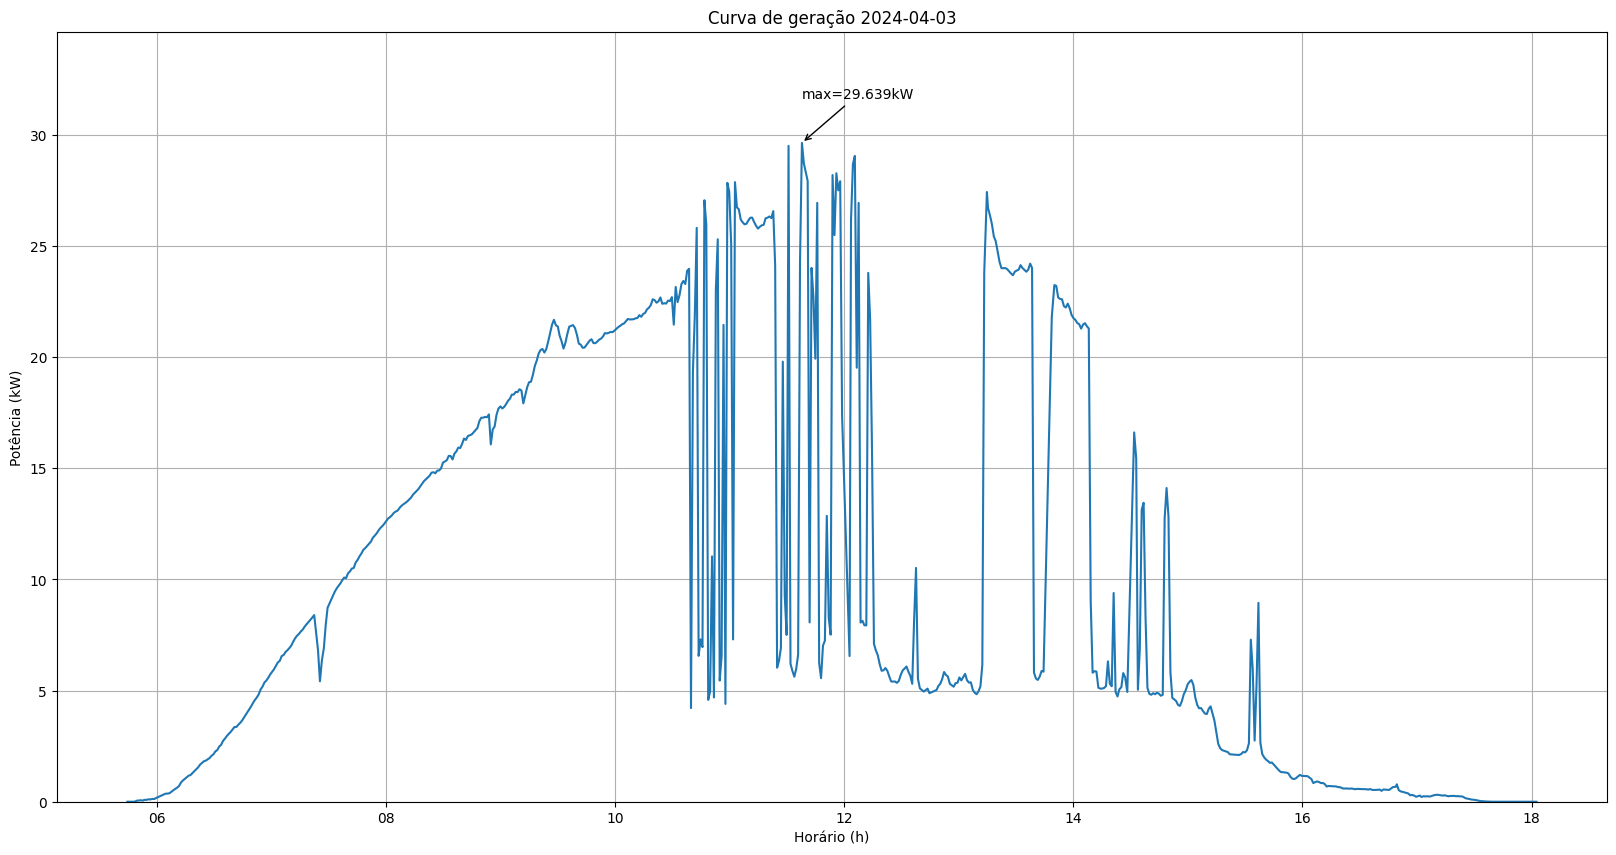 Curva de geração 2024-04-03
max=29.639kW
30
25
20
15
10
5
0
Potência (kW)
06 08 10 12 14 16 18
Horário (h)